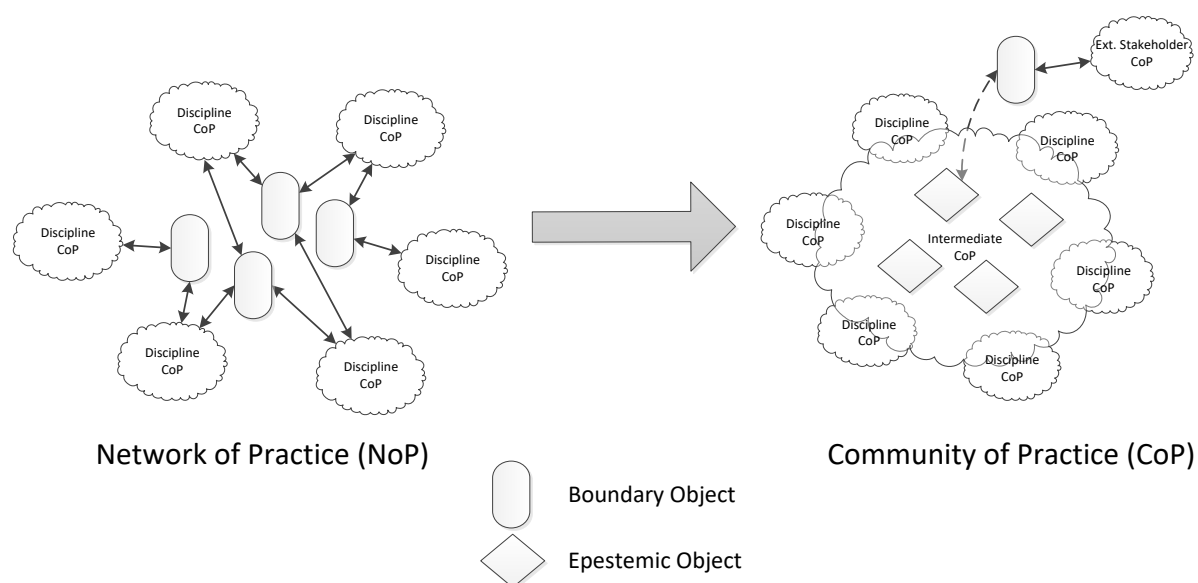 Discipline
CoP
Discipline
CoP
Discipline
CoP
Discipline
CoP
Discipline
CoP
Discipline
CoP
Network of Practice (NoP)
Ext. Stakeholder
CoP
Discipline
CoP
Discipline
CoP
Discipline
CoP
Intermediate
CoP
Discipline
CoP
Discipline
CoP
Discipline
CoP
Community of Practice (CoP)
Boundary Object
Epestemic Object